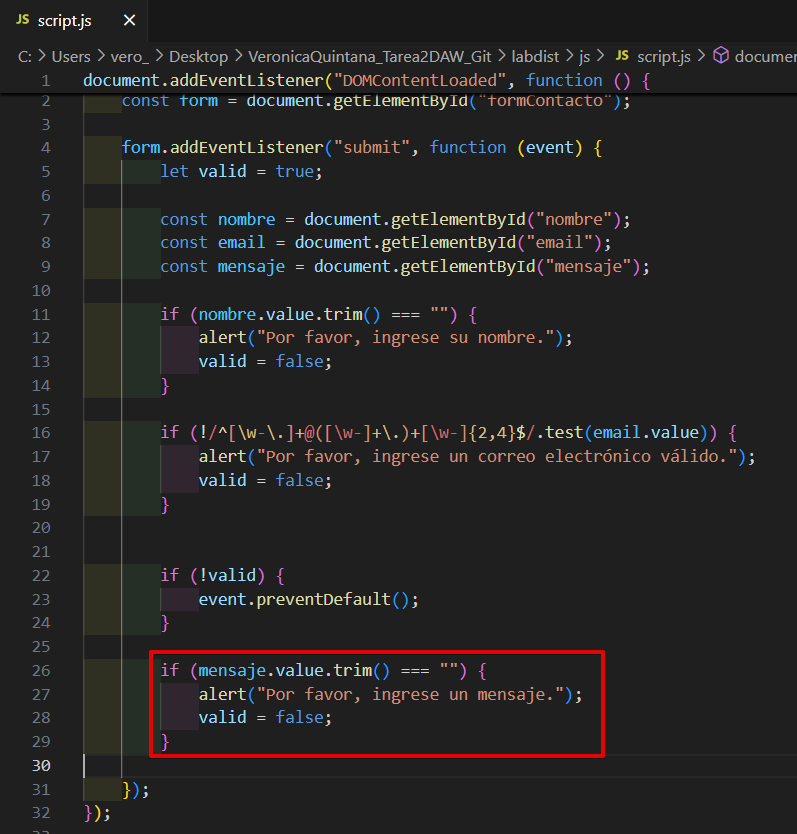 JS script.js ×
C: > Users > vero_ > Desktop > VeronicaQuintana_Tarea2DAW_Git > labdist > js > JS script.js > documen
1 document.addEventListener("DOMContentLoaded", function () {
2 const form = document.getElementById("formContacto");
3
4 form.addEventListener("submit", function (event) {
5 let valid = true;
6
7 const nombre = document.getElementById("nombre");
8 const email = document.getElementById("email");
9 const mensaje = document.getElementById("mensaje");
10
11 if (nombre.value.trim() === "") {
12 alert("Por favor, ingrese su nombre.");
13 valid = false;
14 }
15
16 if (!/^[\w-\.]+@([\w-]+\.)+[\w-]{2,4}$/.test(email.value)) {
17 alert("Por favor, ingrese un correo electrónico válido.");
18 valid = false;
19 }
20
21
22 if (!valid) {
23 event.preventDefault();
24 }
25
26 if (mensaje.value.trim() === "") {
27 alert("Por favor, ingrese un mensaje.");
28 valid = false;
29 }
30
31 });
32 });